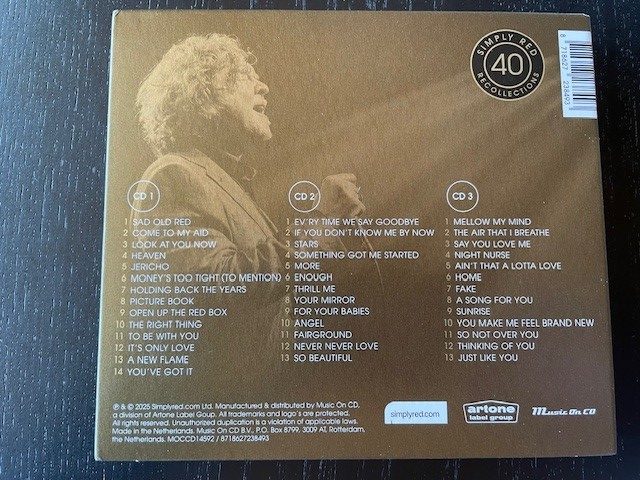 SIMPLY RED
40
RECOLLECTIONS
8 718627 238493
CD 1
1 SAD OLD RED
2 COME TO MY AID
3 LOOK AT YOU NOW
4 HEAVEN
5 JERICHO
6 MONEY'S TOO TIGHT (TO MENTION)
7 HOLDING BACK THE YEARS
8 PICTURE BOOK
9 OPEN UP THE RED BOX
10 THE RIGHT THING
11 TO BE WITH YOU
12 IT'S ONLY LOVE
13 A NEW FLAME
14 YOU'VE GOT IT
CD 2
1 EV'RY TIME WE SAY GOODBYE
2 IF YOU DON'T KNOW ME BY NOW
3 STARS
4 SOMETHING GOT ME STARTED
5 MORE
6 ENOUGH
7 THRILL ME
8 YOUR MIRROR
9 FOR YOUR BABIES
10 ANGEL
11 FAIRGROUND
12 NEVER NEVER LOVE
13 SO BEAUTIFUL
CD 3
1 MELLOW MY MIND
2 THE AIR THAT I BREATHE
3 SAY YOU LOVE ME
4 NIGHT NURSE
5 AIN'T THAT A LOTTA LOVE
6 HOME
7 FAKE
8 A SONG FOR YOU
9 SUNRISE
10 YOU MAKE ME FEEL BRAND NEW
11 SO NOT OVER YOU
12 THINKING OF YOU
13 JUST LIKE YOU
℗ & © 2025 Simplyred.com Ltd. Manufactured & distributed by Music On CD,
a division of Artone Label Goup. All trademarks and logo's are protected.
All rights reserved. Unauthorized duplication is a violation of applicable laws.
Made in the Netherlands. Music On CD B.V., P.O. Box 8799, 3009 AT, Rotterdam,
the Netherlands. MOCCD14592 / 8718627238493
simplyred.com
artone
label group
Music On CD